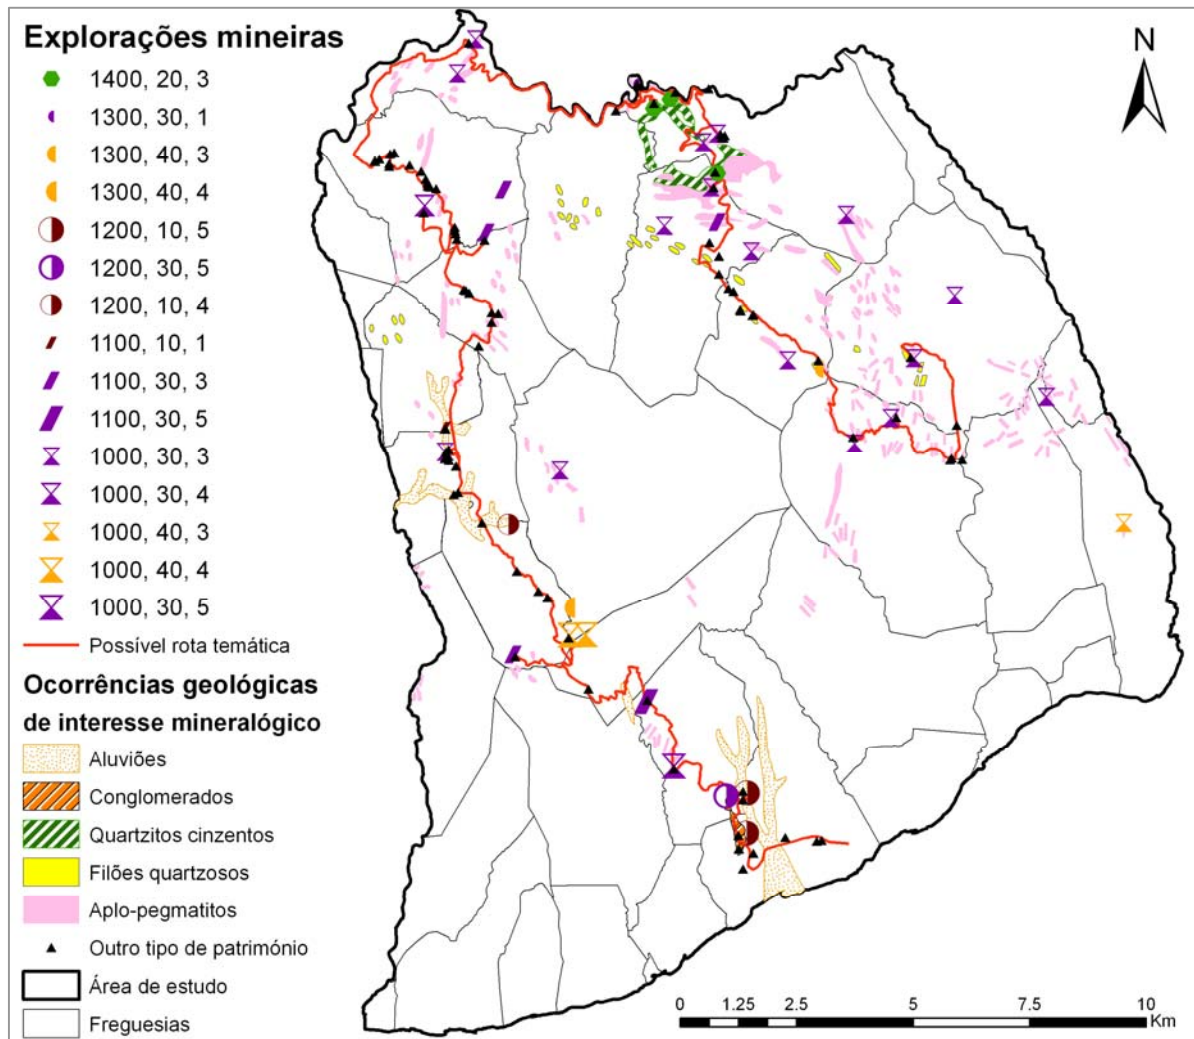 Explorações mineiras
1400, 20, 3
1300, 30, 1
1300, 40, 3
1300, 40, 4
1200, 10, 5
1200, 30, 5
1200, 10, 4
1100, 10, 1
1100, 30, 3
1100, 30, 5
1000, 30, 3
1000, 30, 4
1000, 40, 3
1000, 40, 4
1000, 30, 5
Possível rota temática
Ocorrências geológicas
de interesse mineralógico
Aluviões
Conglomerados
Quartzitos cinzentos
Filões quartzosos
Aplo-pegmatitos
Outro tipo de património
Área de estudo
Freguesias
N
0 1.25 2.5 5 7.5 10
Km